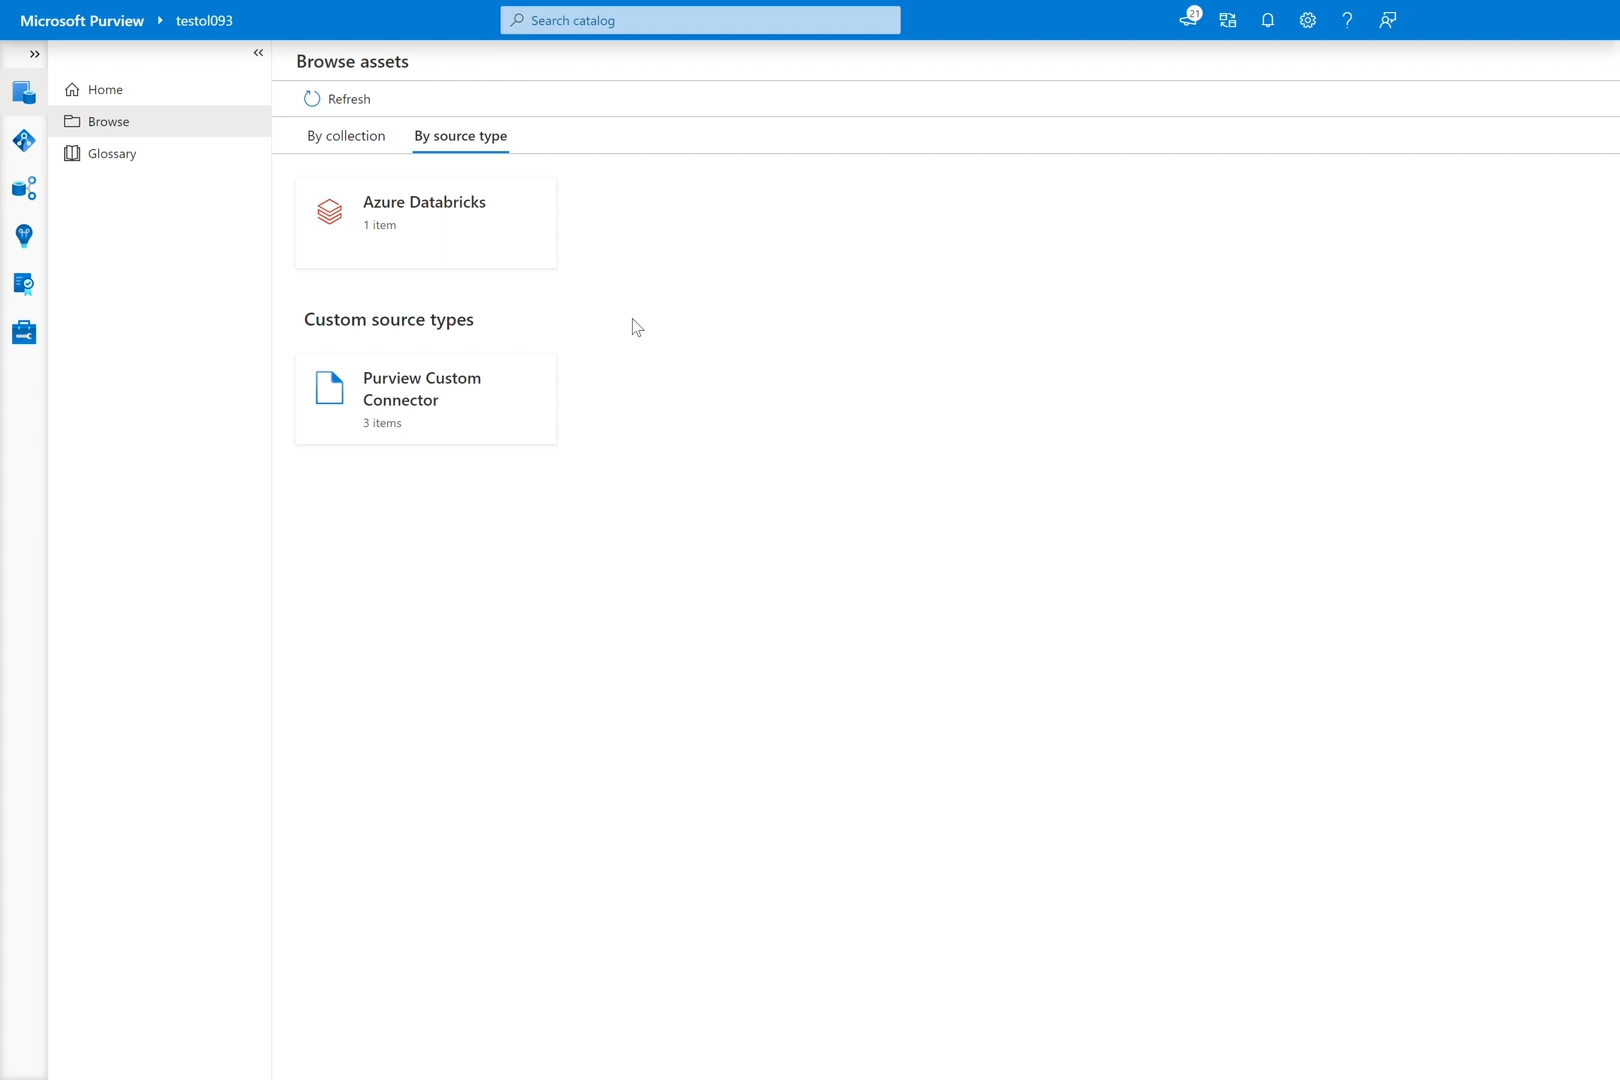 Microsoft Purview
testol093
Search catalog
21
Home
Browse
Glossary
Browse assets
Refresh
By collection
By source type
Azure Databricks
1 item
Custom source types
Purview Custom
Connector
3 items